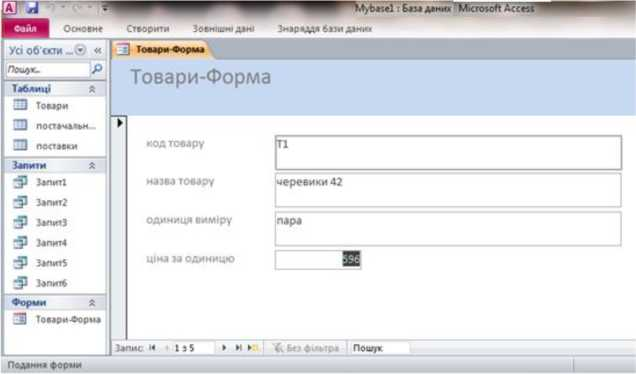 Mybase1 : База даних Microsoft Access
Файл Основне Створити Зовнішні дані Знаряддя бази даних
Усі об'єкти ... «
Товари-Форма
Пошук...
Товари-Форма
Таблиці
Товари
постачальн...
поставки
код товару T1
Запити
Запит1
назва товару черевики 42
Запит2
Запит3
одиниця виміру пара
Запит4
Запит5
ціна за одиницю 596
Запит6
Форми
Товари-Форма
Запис: 1 з 5 Без фільтра Пошук
Подання форми